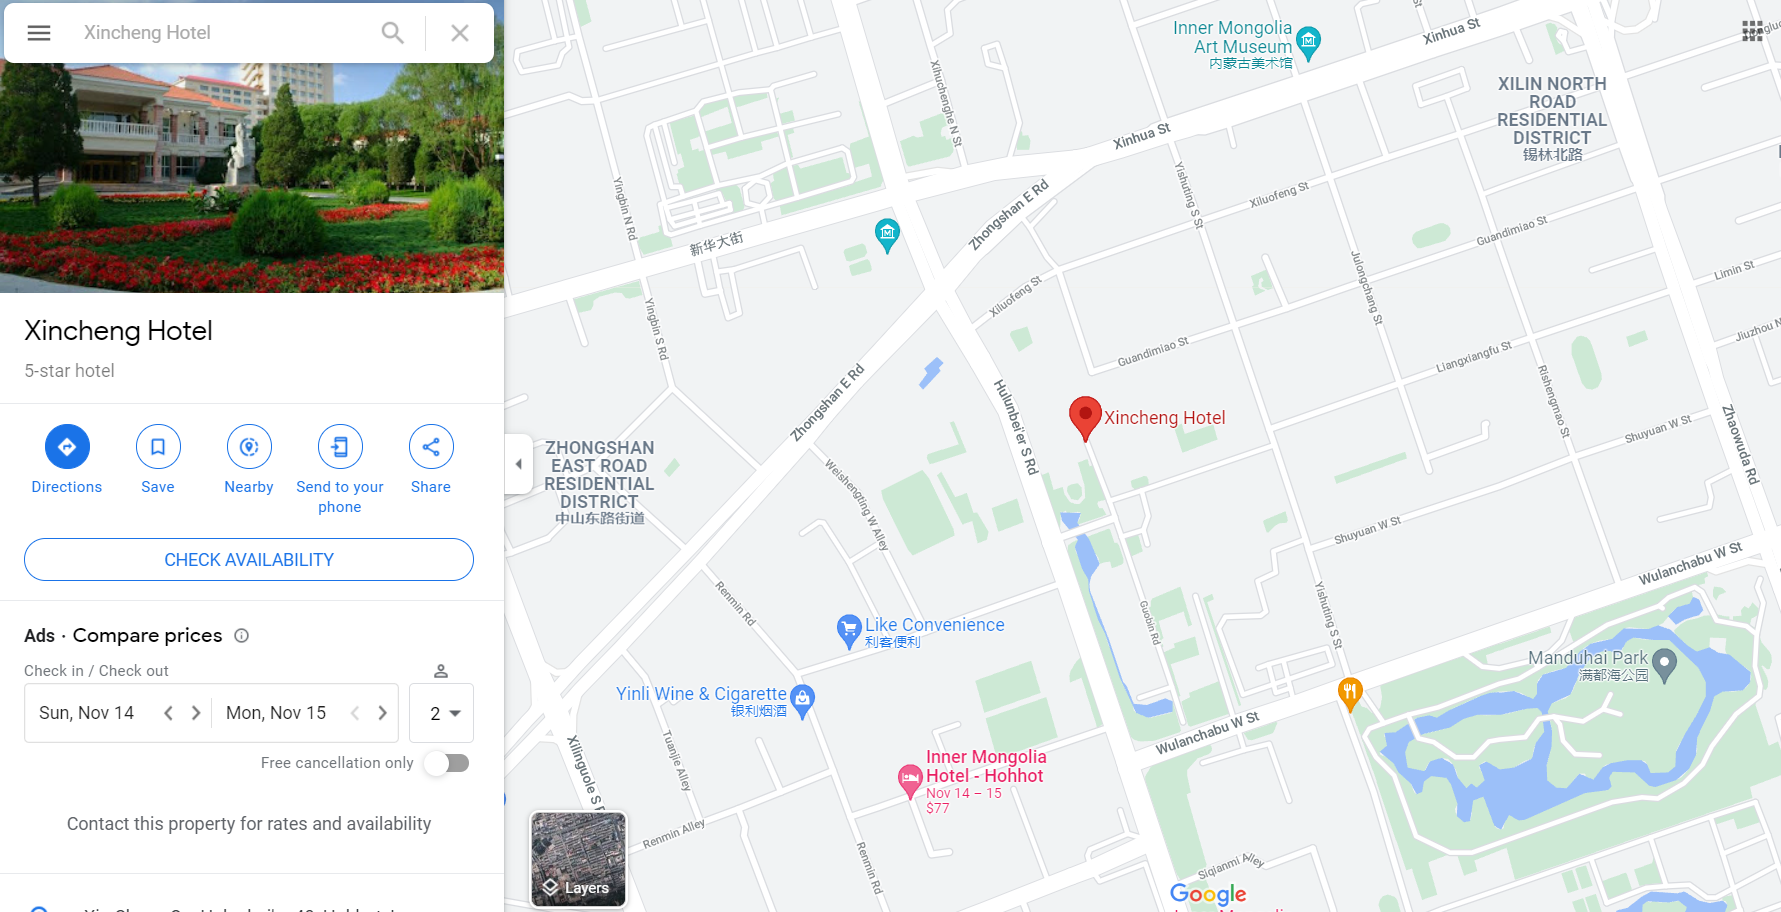 Xincheng Hotel
Xincheng Hotel
5-star hotel
Directions
Save
Nearby
Send to your
phone
Share
CHECK AVAILABILITY
Ads · Compare prices
Check in / Check out
Sun, Nov 14
Mon, Nov 15
2
Free cancellation only
Contact this property for rates and availability
Inner Mongolia
Art Museum
内蒙古美术馆
Xinhua St
XILIN NORTH
ROAD
RESIDENTIAL
DISTRICT
锡林北路
Xihuchenghe N St
Xinhua St
Yingbin N Rd
Zhongshan E Rd
Yishuting S St
Xiluofeng St
新华大街
Guandimiao St
Julongchang St
Limin St
Xiluofeng St
Yingbin S Rd
Guandimiao St
Liangxiangfu St
Jiuzhou N
Zhongshan E Rd
Hulunbei'er S Rd
Xincheng Hotel
Rishengmao St
Shuyuan W St
Zhaowuda Rd
ZHONGSHAN
EAST ROAD
RESIDENTIAL
DISTRICT
中山东路街道
Weishengting W Alley
Shuyuan W St
Wulanchabu W St
Renmin Rd
Guobin Rd
Yishuting S St
Like Convenience
利客便利
Manduhai Park
满都海公园
Yinli Wine & Cigarette
银利烟酒
Wulanchabu W St
Xilinguole S R
Tuanjie Alley
Inner Mongolia
Hotel - Hohhot
Nov 14 – 15
$77
Renmin Alley
Renmin Rd
Siqianmi Alley
Layers
Google